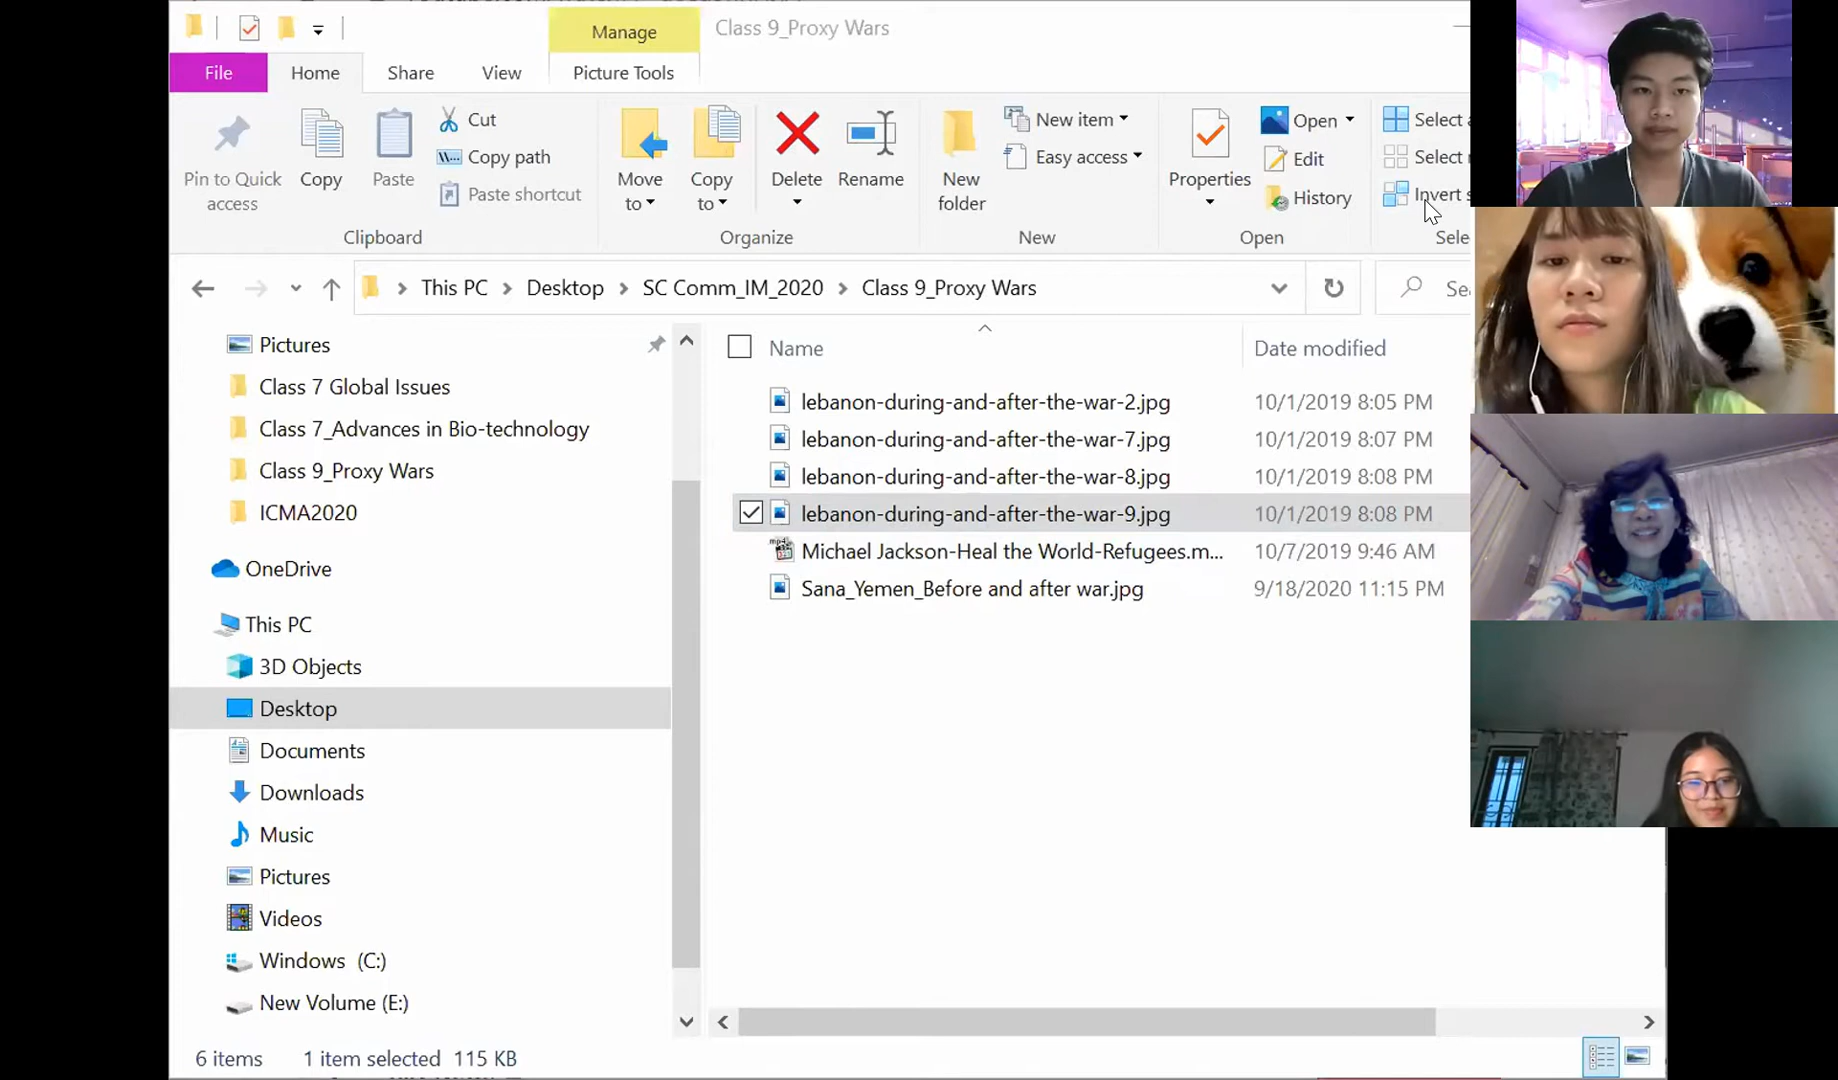 Manage
Class 9_Proxy Wars
File
Home
Share
View
Picture Tools
Pin to Quick
access
Copy
Paste
Cut
Copy path
Paste shortcut
Move
to
Copy
to
Delete
Rename
New
folder
New item
Easy access
Properties
Open
Edit
History
Select
Select
Invert
Clipboard
Organize
New
Open
This PC
Desktop
SC Comm_IM_2020
Class 9_Proxy Wars
Name
Date modified
lebanon-during-and-after-the-war-2.jpg
10/1/2019 8:05 PM
lebanon-during-and-after-the-war-7.jpg
10/1/2019 8:07 PM
lebanon-during-and-after-the-war-8.jpg
10/1/2019 8:08 PM
lebanon-during-and-after-the-war-9.jpg
10/1/2019 8:08 PM
Michael Jackson-Heal the World-Refugees.m...
10/7/2019 9:46 AM
Sana_Yemen_Before and after war.jpg
9/18/2020 11:15 PM
Pictures
Class 7 Global Issues
Class 7_Advances in Bio-technology
Class 9_Proxy Wars
ICMA2020
OneDrive
This PC
3D Objects
Desktop
Documents
Downloads
Music
Pictures
Videos
Windows (C:)
New Volume (E:)
6 items
1 item selected 115 KB